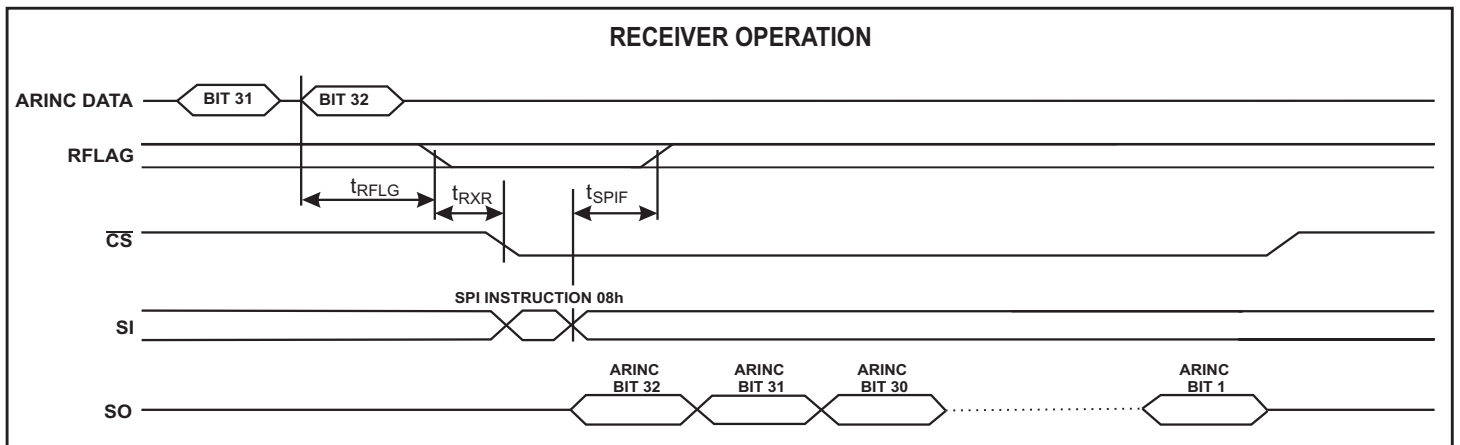 RECEIVER OPERATION
ARINC DATA
BIT 31
BIT 32
RFLAG
tRFLG
tRXR
tSPIF
CS
SPI INSTRUCTION 08h
SI
ARINC
BIT 32
ARINC
BIT 31
ARINC
BIT 30
ARINC
BIT 1
SO